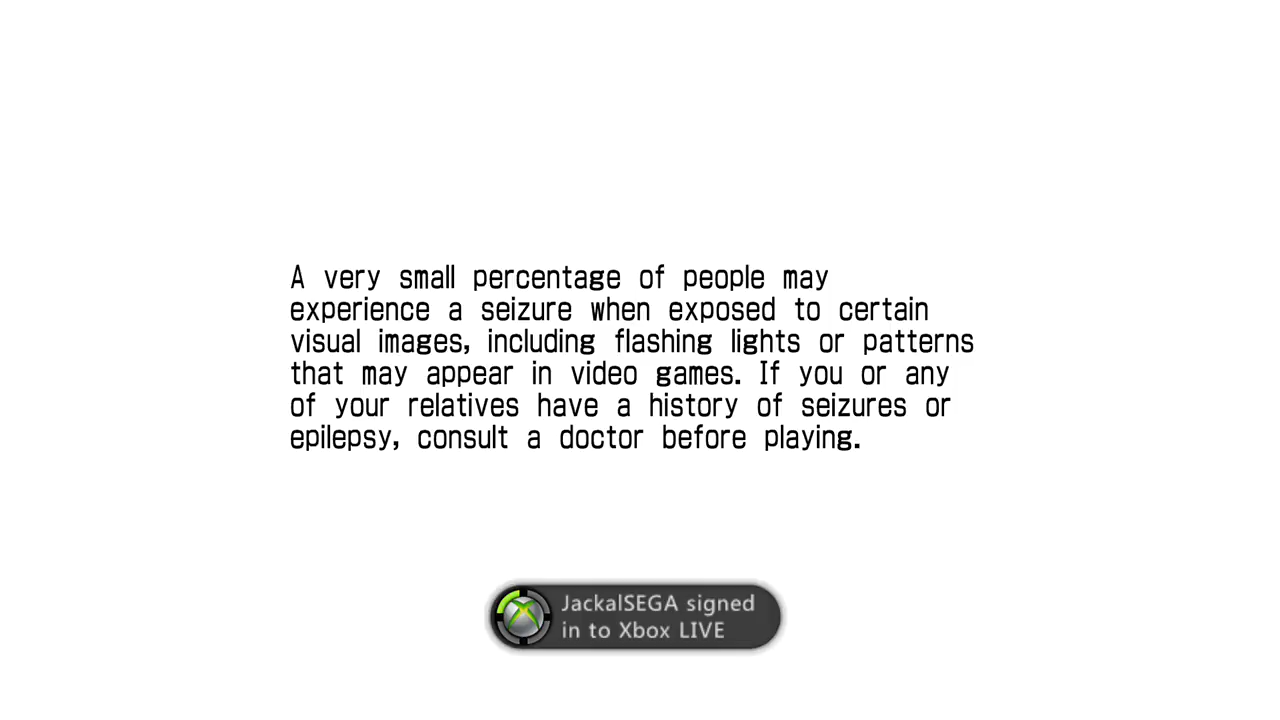 A very small percentage of people may
experience a seizure when exposed to certain
visual images, including flashing lights or patterns
that may appear in video games. If you or any
of your relatives have a history of seizures or
epilepsy, consult a doctor before playing.
JackalSEGA signed
in to Xbox LIVE